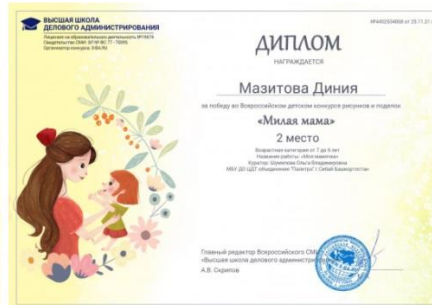 ВЫСШАЯ ШКОЛА
ДЕЛОВОГО АДМИНИСТРИРОВАНИЯ
ДИПЛОМ
НАГРАЖДАЕТСЯ
Мазитова Диния
за победу во Всероссийском детском конкурсе рисунков и поделок
«Милая мама»
2 место
Возрастная категория от 7 до 9 лет
Название работы: «Моя мамочка»
Куратор: Шумилова Ольга Владимировна
МБУ ДО ЦДТ объединение "Палитра" г.Сибай Башкортостан
Главный редактор Всероссийского СМИ
«Высшая школа делового администрирования»
А.В. Скрипов